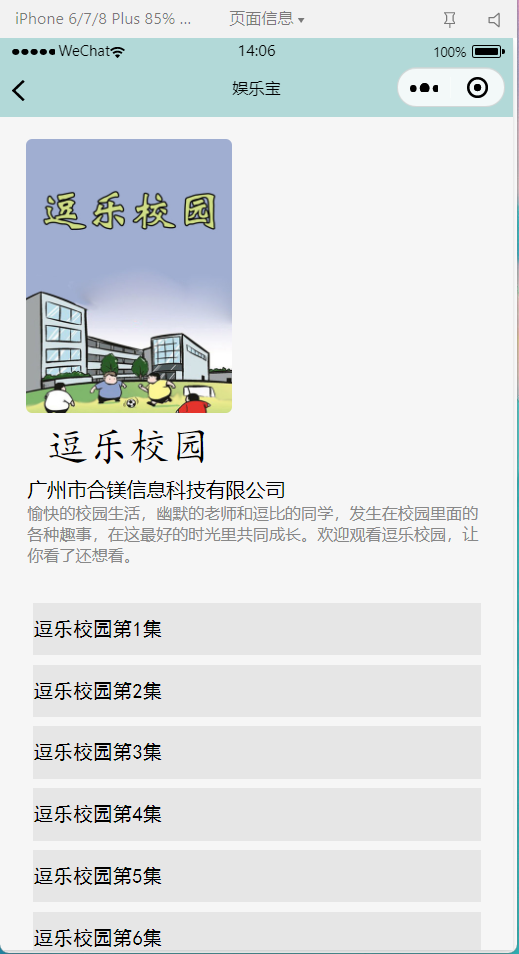 iPhone 6/7/8 Plus 85% ...
页面信息
WeChat
14:06
100%
娱乐宝
逗乐校园
逗乐校园
广州市合镁信息科技有限公司
愉快的校园生活，幽默的老师和逗比的同学，发生在校园里面的
各种趣事，在这最好的时光里共同成长。欢迎观看逗乐校园，让
你看了还想看。
逗乐校园第1集
逗乐校园第2集
逗乐校园第3集
逗乐校园第4集
逗乐校园第5集
逗乐校园第6集